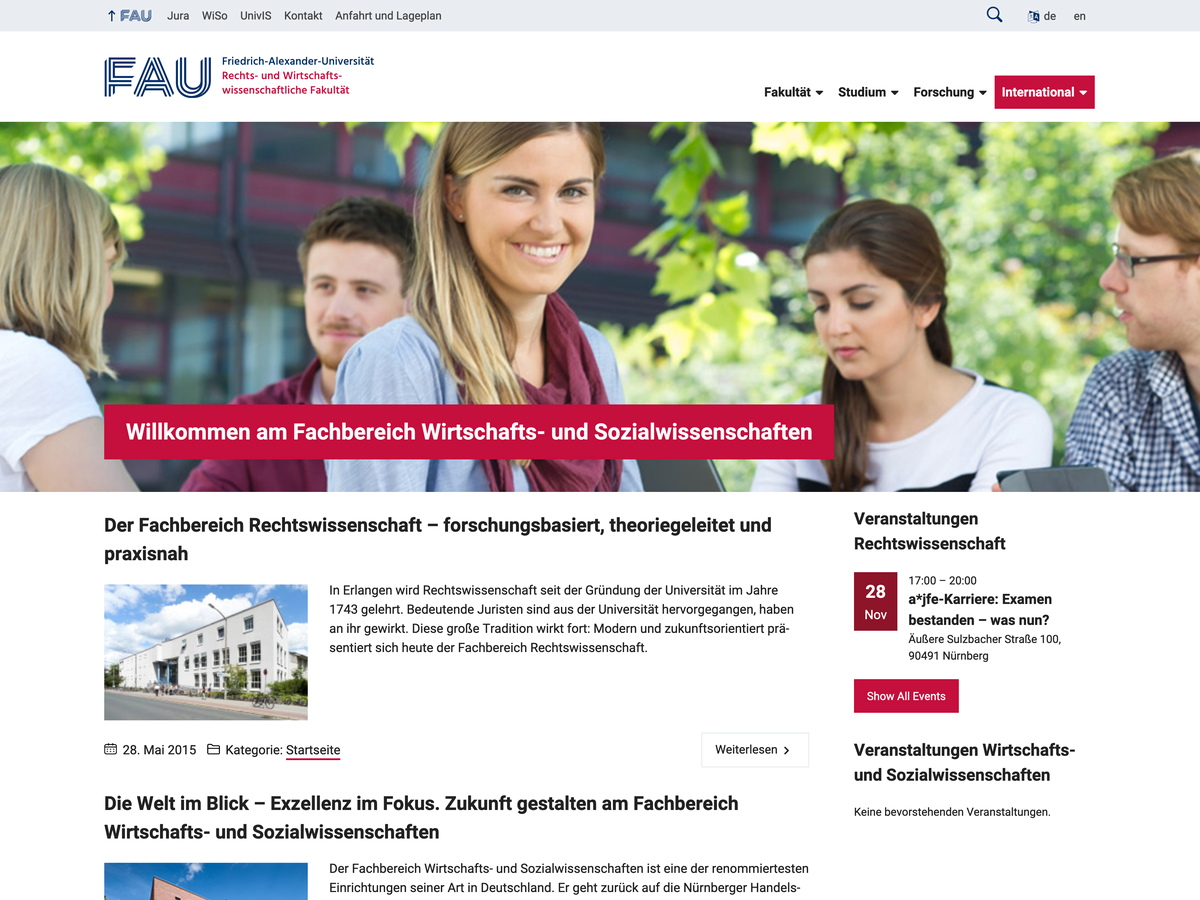 FAU
Jura
WiSo
UnivIS
Kontakt
Anfahrt und Lageplan
de
en
FAU
Friedrich-Alexander-Universität
Rechts- und Wirtschafts-
wissenschaftliche Fakultät
Fakultät
Studium
Forschung
International
Willkommen am Fachbereich Wirtschafts- und Sozialwissenschaften
Der Fachbereich Rechtswissenschaft – forschungsbasiert, theoriegeleitet und
praxisnah
In Erlangen wird Rechtswissenschaft seit der Gründung der Universität im Jahre
1743 gelehrt. Bedeutende Juristen sind aus der Universität hervorgegangen, haben
an ihr gewirkt. Diese große Tradition wirkt fort: Modern und zukunftsorientiert prä-
sentiert sich heute der Fachbereich Rechtswissenschaft.
28. Mai 2015
Kategorie: Startseite
Weiterlesen
Die Welt im Blick – Exzellenz im Fokus. Zukunft gestalten am Fachbereich
Wirtschafts- und Sozialwissenschaften
Der Fachbereich Wirtschafts- und Sozialwissenschaften ist eine der renommiertesten
Einrichtungen seiner Art in Deutschland. Er geht zurück auf die Nürnberger Handels-
Veranstaltungen
Rechtswissenschaft
28
Nov
17:00 – 20:00
a*jfe-Karriere: Examen
bestanden – was nun?
Äußere Sulzbacher Straße 100,
90491 Nürnberg
Show All Events
Veranstaltungen Wirtschafts-
und Sozialwissenschaften
Keine bevorstehenden Veranstaltungen.